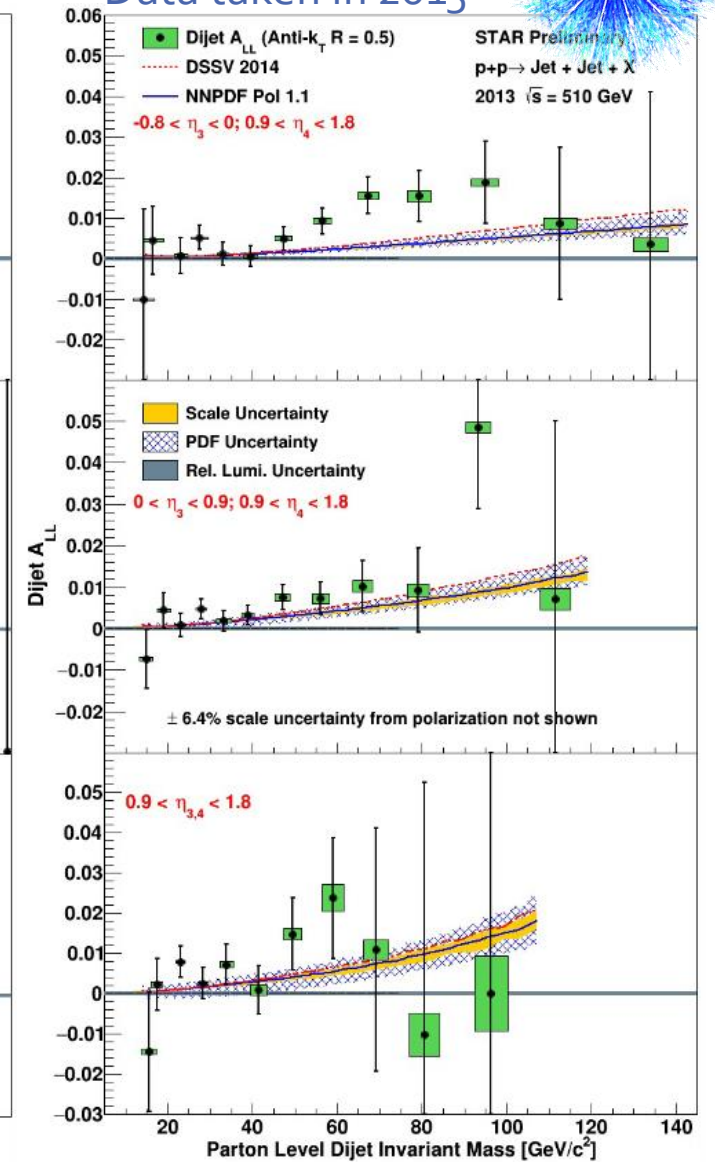 Data taken in 2013
0.06
0.05
0.04
0.03
0.02
0.01
0
−0.01
−0.02
Dijet A_LL (Anti-k_T R = 0.5)
DSSV 2014
NNPDF Pol 1.1
-0.8 < η_3 < 0; 0.9 < η_4 < 1.8
STAR Preliminary
p+p→ Jet + Jet + X
2013 √s = 510 GeV
0.05
0.04
0.03
0.02
0.01
0
−0.01
−0.02
Scale Uncertainty
PDF Uncertainty
Rel. Lumi. Uncertainty
0 < η_3 < 0.9; 0.9 < η_4 < 1.8
Dijet A_LL
± 6.4% scale uncertainty from polarization not shown
0.05
0.04
0.03
0.02
0.01
0
−0.01
−0.02
−0.03
0.9 < η_3,4 < 1.8
20 40 60 80 100 120 140
Parton Level Dijet Invariant Mass [GeV/c²]